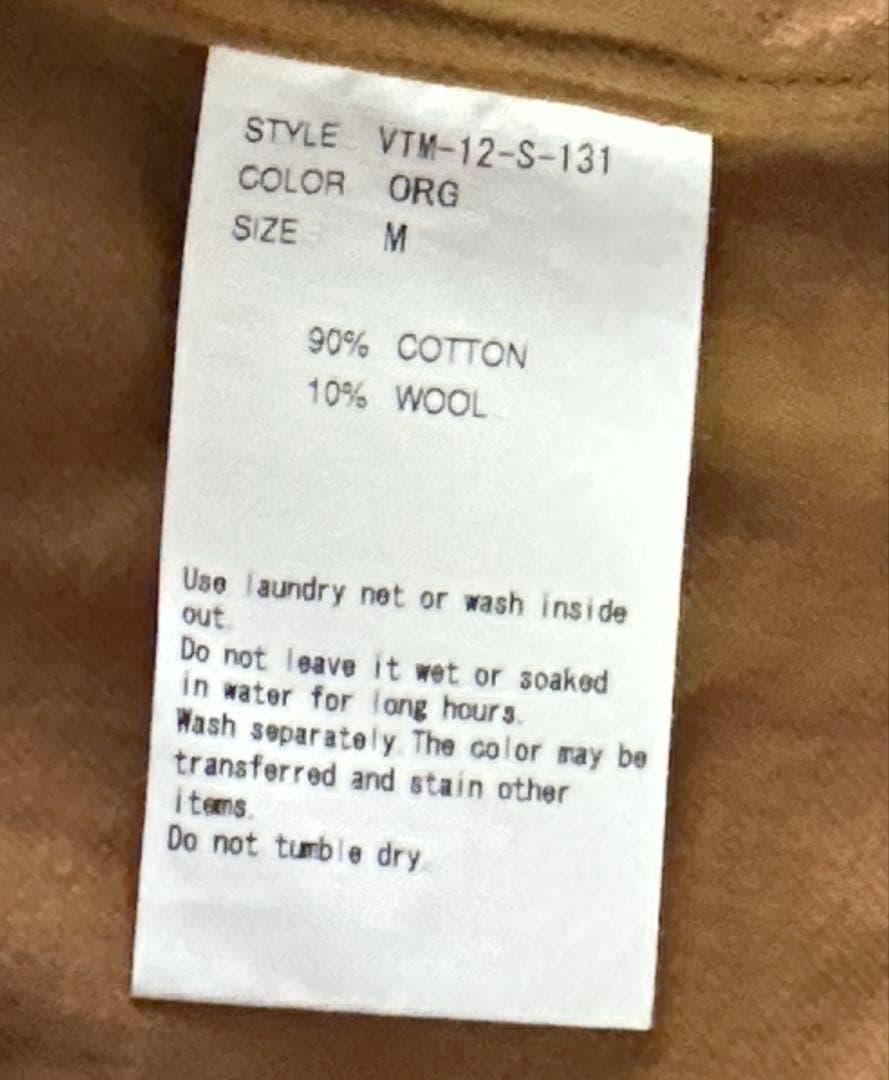 STYLE VTM-12-S-131
COLOR ORG
SIZE M
90% COTTON
10% WOOL
Use laundry net or wash inside
out.
Do not leave it wet or soaked
in water for long hours.
Wash separately. The color may be
transferred and stain other
items.
Do not tumble dry.